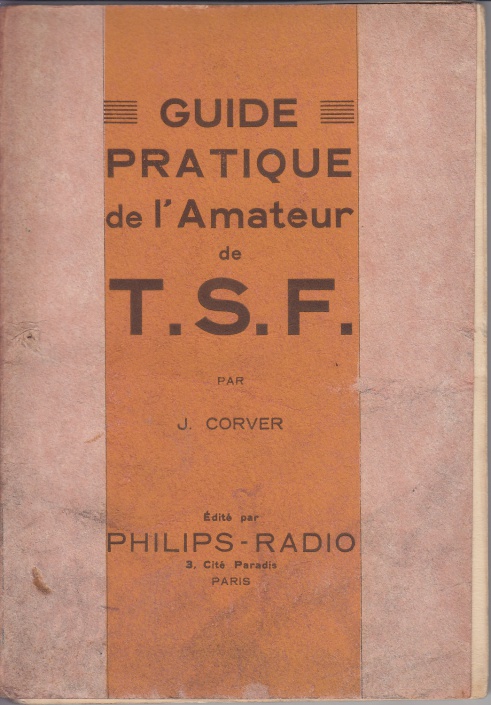 GUIDE
PRATIQUE
de l'Amateur
de
T.S.F.
PAR
J. CORVER
Édité par
PHILIPS-RADIO
3, Cité Paradis
PARIS